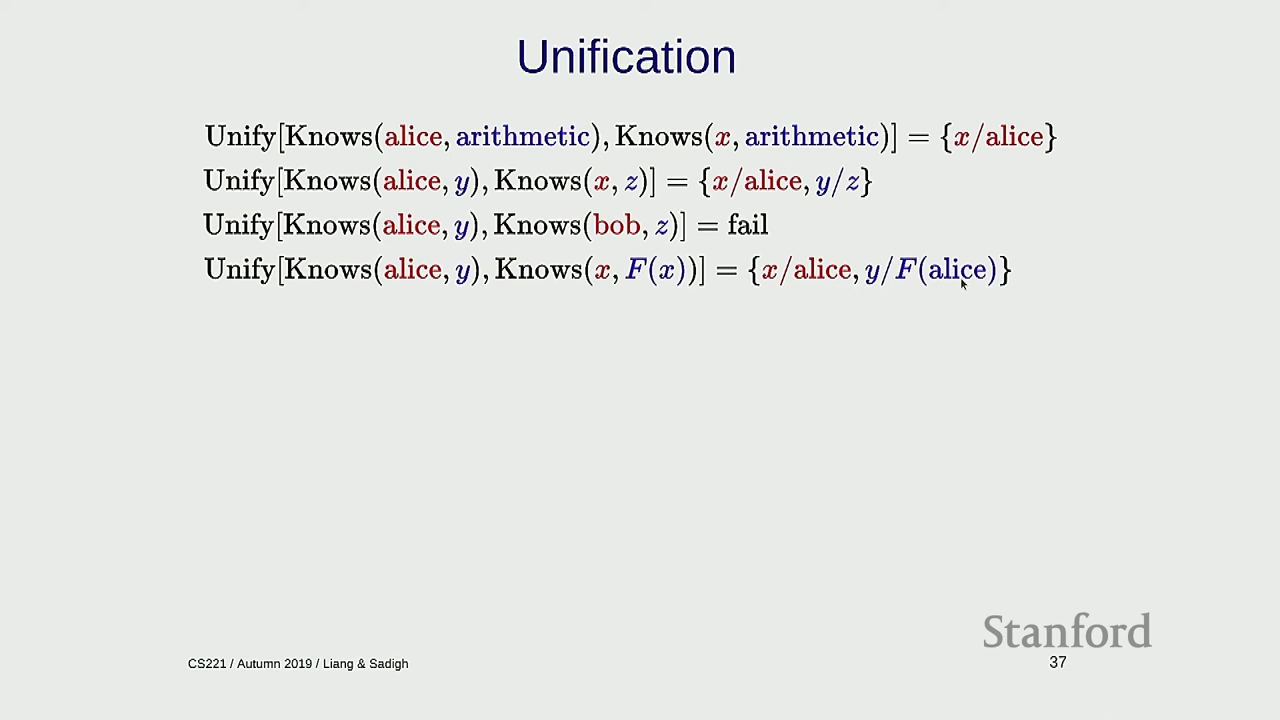 Unification
Unify[Knows(alice, arithmetic), Knows(x, arithmetic)] = {x/alice}
Unify[Knows(alice, y), Knows(x, z)] = {x/alice, y/z}
Unify[Knows(alice, y), Knows(bob, z)] = fail
Unify[Knows(alice, y), Knows(x, F(x))] = {x/alice, y/F(alice)}
Stanford
CS221 / Autumn 2019 / Liang & Sadigh
37